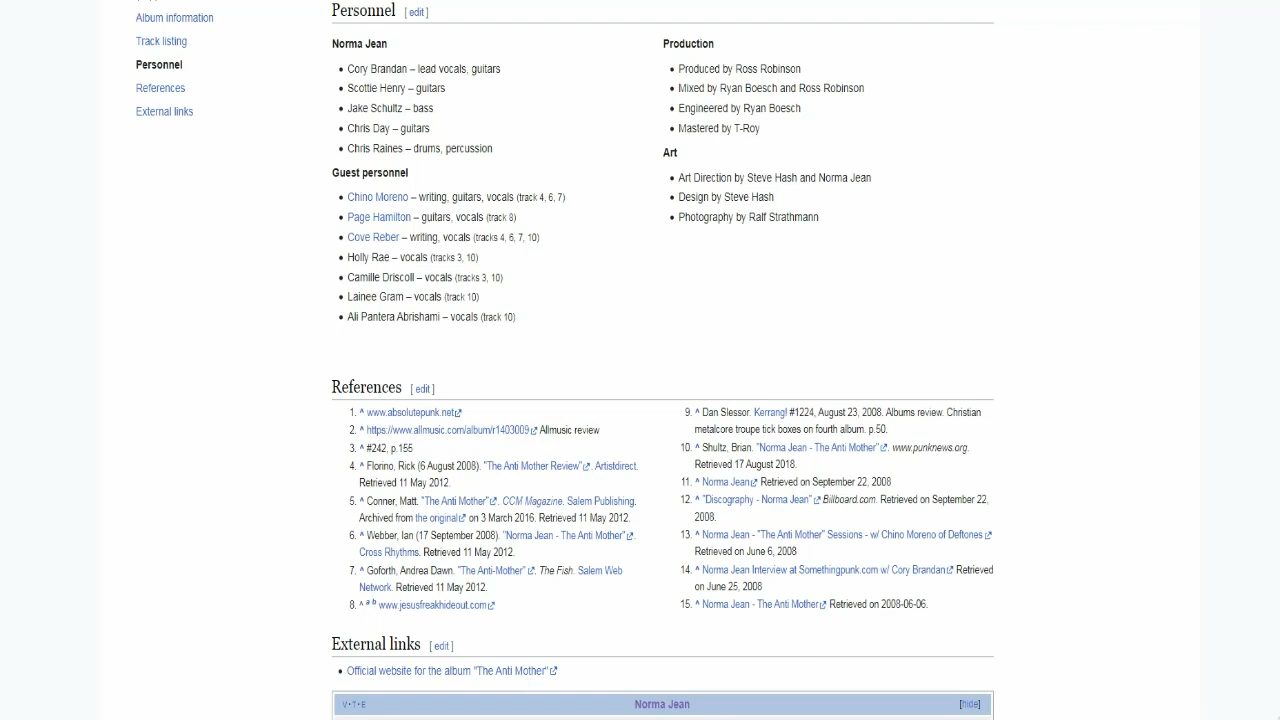 Album information
Track listing
Personnel
References
External links
Personnel [ edit ]
Norma Jean
• Cory Brandan – lead vocals, guitars
• Scottie Henry – guitars
• Jake Schultz – bass
• Chris Day – guitars
• Chris Raines – drums, percussion
Guest personnel
• Chino Moreno – writing, guitars, vocals (track 4, 6, 7)
• Page Hamilton – guitars, vocals (track 8)
• Cove Reber – writing, vocals (tracks 4, 6, 7, 10)
• Holly Rae – vocals (tracks 3, 10)
• Camille Driscoll – vocals (tracks 3, 10)
• Lainee Gram – vocals (track 10)
• Ali Pantera Abrishami – vocals (track 10)
Production
• Produced by Ross Robinson
• Mixed by Ryan Boesch and Ross Robinson
• Engineered by Ryan Boesch
• Mastered by T-Roy
Art
• Art Direction by Steve Hash and Norma Jean
• Design by Steve Hash
• Photography by Ralf Strathmann
References [ edit ]
1. ^ www.absolutepunk.net
2. ^ https://www.allmusic.com/album/r1403009 Allmusic review
3. ^ #242, p.155
4. ^ Florino, Rick (6 August 2008). "The Anti Mother Review". Artistdirect.
Retrieved 11 May 2012.
5. ^ Conner, Matt. "The Anti Mother". CCM Magazine. Salem Publishing.
Archived from the original on 3 March 2016. Retrieved 11 May 2012.
6. ^ Webber, Ian (17 September 2008). "Norma Jean - The Anti Mother".
Cross Rhythms. Retrieved 11 May 2012.
7. ^ Goforth, Andrea Dawn. "The Anti-Mother". The Fish. Salem Web
Network. Retrieved 11 May 2012.
8. ^ a b www.jesusfreakhideout.com
9. ^ Dan Slessor. Kerrang! #1224, August 23, 2008. Albums review. Christian
metalcore troupe tick boxes on fourth album. p.50.
10. ^ Shultz, Brian. "Norma Jean - The Anti Mother". www.punknews.org.
Retrieved 17 August 2018.
11. ^ Norma Jean Retrieved on September 22, 2008
12. ^ "Discography - Norma Jean" Billboard.com. Retrieved on September 22,
2008.
13. ^ Norma Jean - "The Anti Mother" Sessions - w/ Chino Moreno of Deftones
Retrieved on June 6, 2008
14. ^ Norma Jean Interview at Somethingpunk.com w/ Cory Brandan Retrieved
on June 25, 2008
15. ^ Norma Jean - The Anti Mother Retrieved on 2008-06-06.
External links [ edit ]
• Official website for the album "The Anti Mother"
V•T•E Norma Jean [hide]